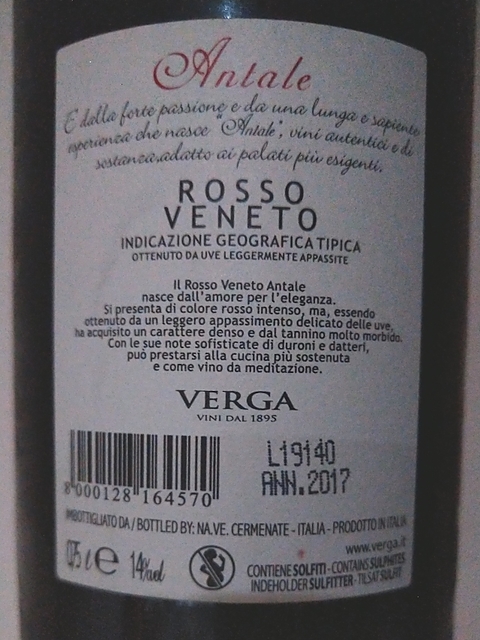 Antale
E dalla forte passione e da una lunga e sapiente
esperienza che nasce "Antale", vini autentici e di
sostanza, adatto ai palati più esigenti.
ROSSO
VENETO
INDICAZIONE GEOGRAFICA TIPICA
OTTENUTO DA UVE LEGGERMENTE APPASSITE
Il Rosso Veneto Antale
nasce dall'amore per l'eleganza.
Si presenta di colore rosso intenso, ma, essendo
ottenuto da un leggero appassimento delicato delle uve,
ha acquisito un carattere denso e dal tannino molto morbido.
Con le sue note sofisticate di duroni e datteri,
può prestarsi alla cucina più sostenuta
e come vino da meditazione.
VERGA
VINI DAL 1895
L19140
ANN.2017
8 000128 164570
IMBOTTIGLIATO DA / BOTTLED BY: NA.VE. CERMENATE - ITALIA - PRODOTTO IN ITALIA
www.verga.it
0,75 l e 14%vol
CONTIENE SOLFITI - CONTAINS SULPHITES
INDEHOLDER SULFITTER - TILSAT SULFIT